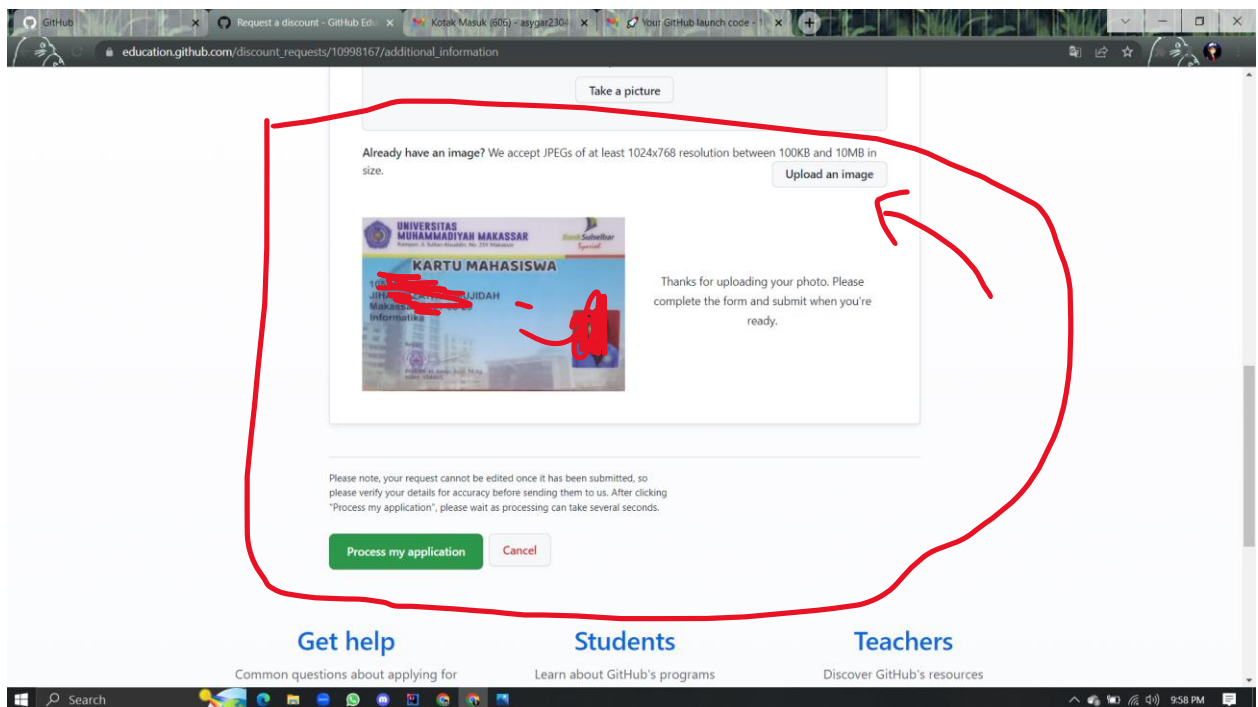 GitHub
Request a discount - GitHub Edu
Kotak Masuk (606) - asygar2304
Your GitHub launch code - 1
education.github.com/discount_requests/10998167/additional_information
Take a picture
Already have an image? We accept JPEGs of at least 1024x768 resolution between 100KB and 10MB in
size.
Upload an image
UNIVERSITAS
MUHAMMADIYAH MAKASSAR
Bank Sulselbar
KARTU MAHASISWA
UJIDAH
Makassar
Informatika
Thanks for uploading your photo. Please
complete the form and submit when you're
ready.
Please note, your request cannot be edited once it has been submitted, so
please verify your details for accuracy before sending them to us. After clicking
"Process my application", please wait as processing can take several seconds.
Process my application
Cancel
Get help
Students
Teachers
Common questions about applying for
Learn about GitHub's programs
Discover GitHub's resources
Search
9:58 PM